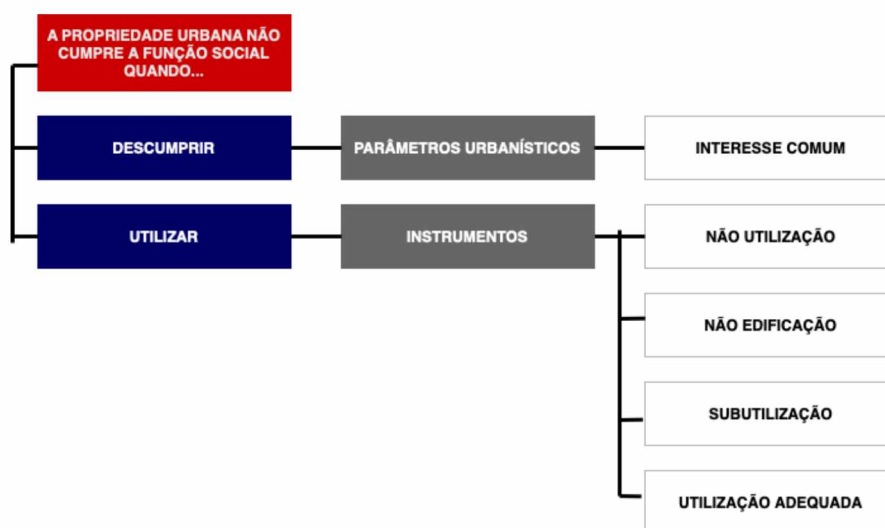 A PROPRIEDADE URBANA NÃO
CUMPRE A FUNÇÃO SOCIAL
QUANDO...
DESCUMPRIR
PARÂMETROS URBANÍSTICOS
INTERESSE COMUM
UTILIZAR
INSTRUMENTOS
NÃO UTILIZAÇÃO
NÃO EDIFICAÇÃO
SUBUTILIZAÇÃO
UTILIZAÇÃO ADEQUADA